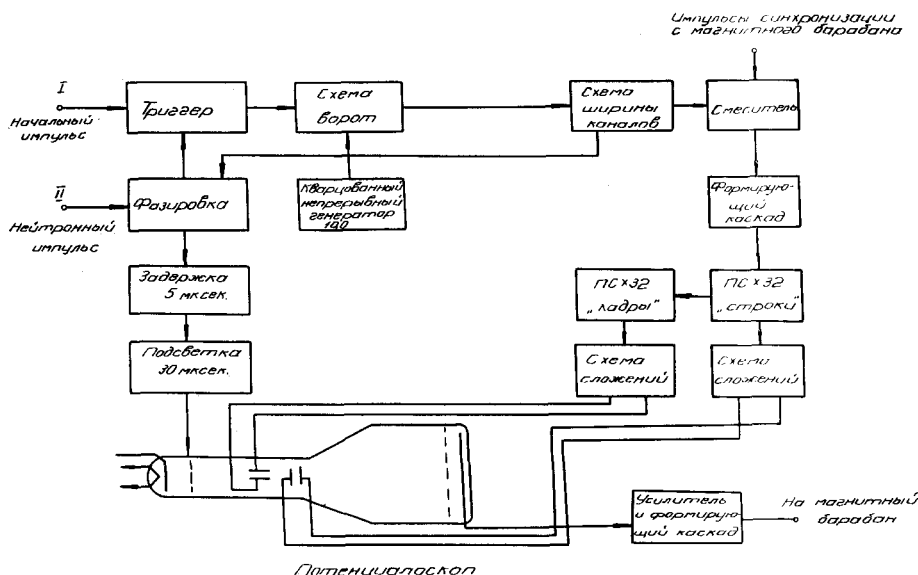 Импульсы синхронизации
с магнитного барабана
I
Начальный
импульс
Триггер
Схема
ворот
Схема
ширины
каналов
Смеситель
II
Нейтронный
импульс
Фазировка
Кварцованный
непрерывный
генератор
Формирую-
щий
каскад
Задержка
5 мксек.
ПС х 32
„кадры"
ПС х 32
„строки"
Подсветка
30 мксек.
Схема
сложений
Схема
сложений
Усилитель
и формирую-
щий каскад
На магнитный
барабан
Потенциалоскоп